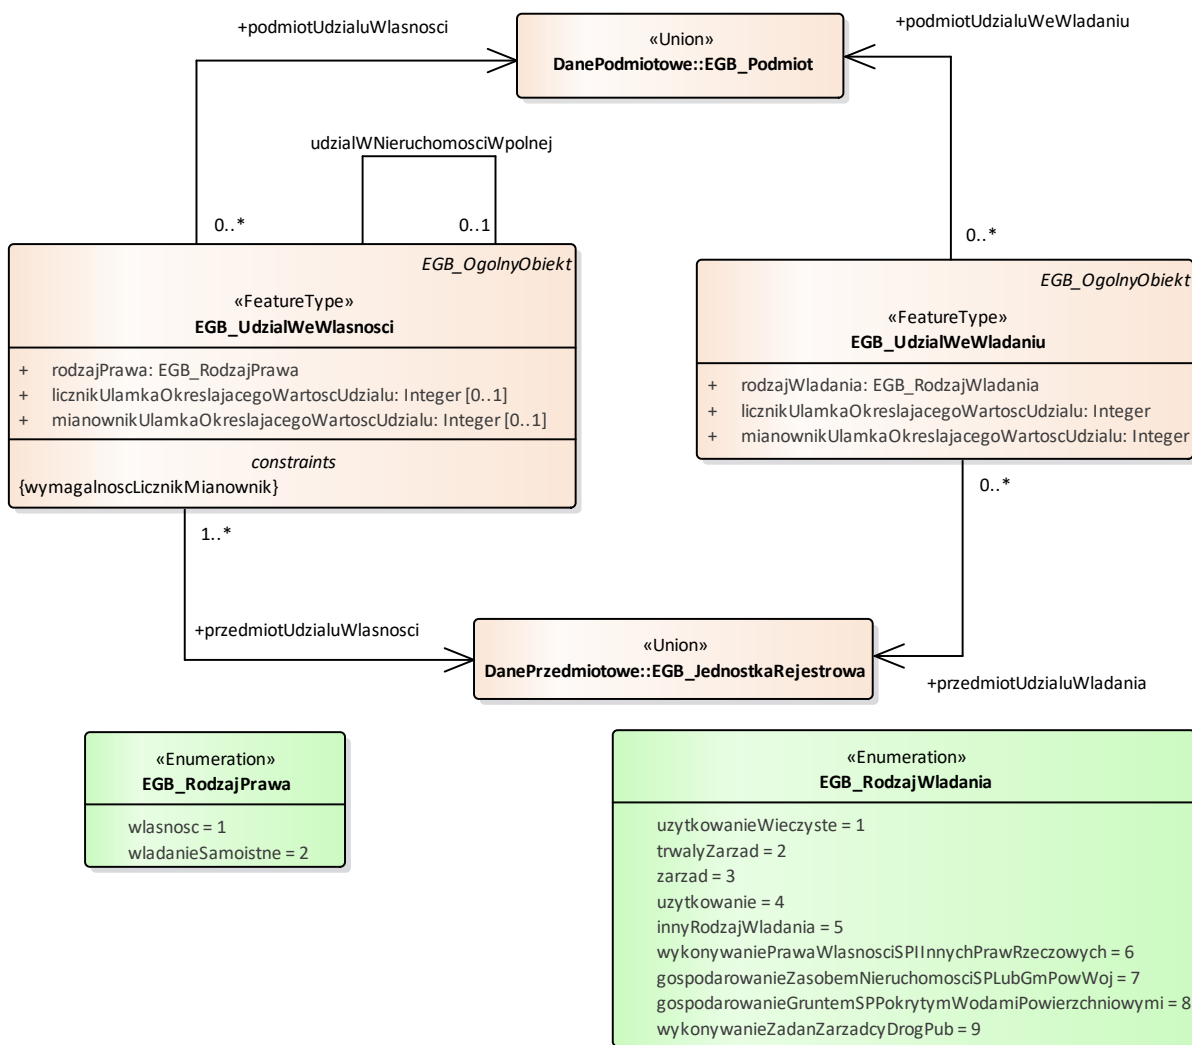 +podmiotUdzialuWlasnosci
«Union»
DanePodmiotowe::EGB_Podmiot
+podmiotUdzialuWeWladaniu
udzialWNieruchomosciWpolnej
0..*
0..1
0..*
EGB_OgolnyObiekt
«FeatureType»
EGB_UdzialWeWlasnosci
+ rodzajPrawa: EGB_RodzajPrawa
+ licznikUlamkaOkreslajacegoWartoscUdzialu: Integer [0..1]
+ mianownikUlamkaOkreslajacegoWartoscUdzialu: Integer [0..1]
constraints
{wymagalnoscLicznikMianownik}
EGB_OgolnyObiekt
«FeatureType»
EGB_UdzialWeWladaniu
+ rodzajWladania: EGB_RodzajWladania
+ licznikUlamkaOkreslajacegoWartoscUdzialu: Integer
+ mianownikUlamkaOkreslajacegoWartoscUdzialu: Integer
1..*
0..*
+przedmiotUdzialuWlasnosci
«Union»
DanePrzedmiotowe::EGB_JednostkaRejestrowa
+przedmiotUdzialuWladania
«Enumeration»
EGB_RodzajPrawa
wlasnosc = 1
wladanieSamoistne = 2
«Enumeration»
EGB_RodzajWladania
uzytkowanieWieczyste = 1
trwalyZarzad = 2
zarzad = 3
uzytkowanie = 4
innyRodzajWladania = 5
wykonywaniePrawaWlasnosciSPIInnychPrawRzeczowych = 6
gospodarowanieZasobemNieruchomosciSPLubGmPowWoj = 7
gospodarowanieGruntemSPPokrytymWodamiPowierzchniowymi = 8
wykonywanieZadanZarzadcyDrogPub = 9